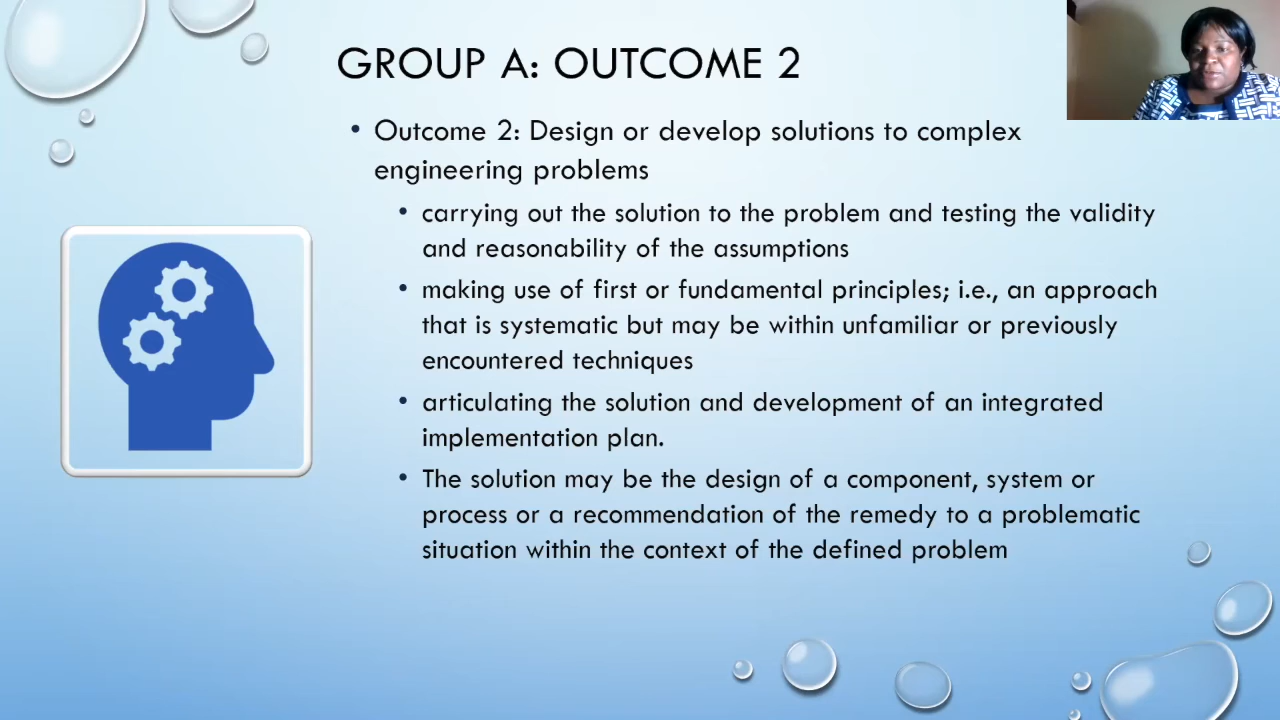 GROUP A: OUTCOME 2
• Outcome 2: Design or develop solutions to complex
engineering problems
• carrying out the solution to the problem and testing the validity
and reasonability of the assumptions
• making use of first or fundamental principles; i.e., an approach
that is systematic but may be within unfamiliar or previously
encountered techniques
• articulating the solution and development of an integrated
implementation plan.
• The solution may be the design of a component, system or
process or a recommendation of the remedy to a problematic
situation within the context of the defined problem